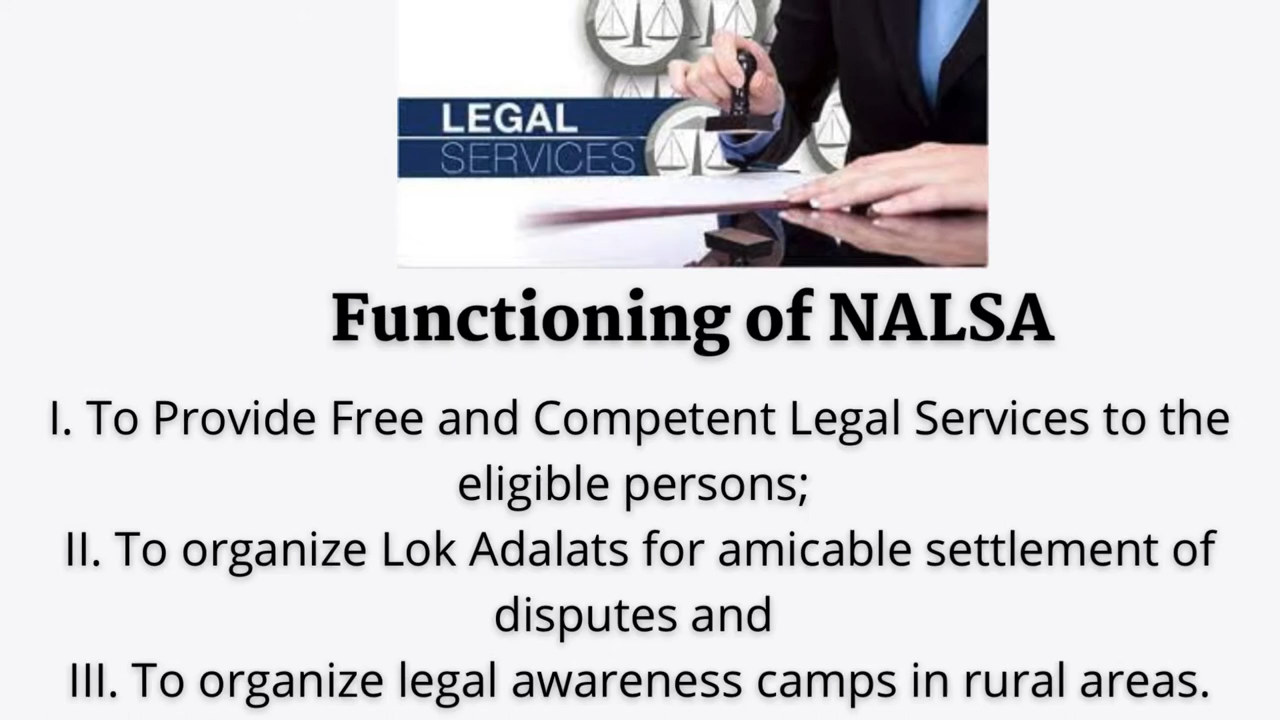 LEGAL
SERVICES
Functioning of NALSA
I. To Provide Free and Competent Legal Services to the
eligible persons;
II. To organize Lok Adalats for amicable settlement of
disputes and
III. To organize legal awareness camps in rural areas.